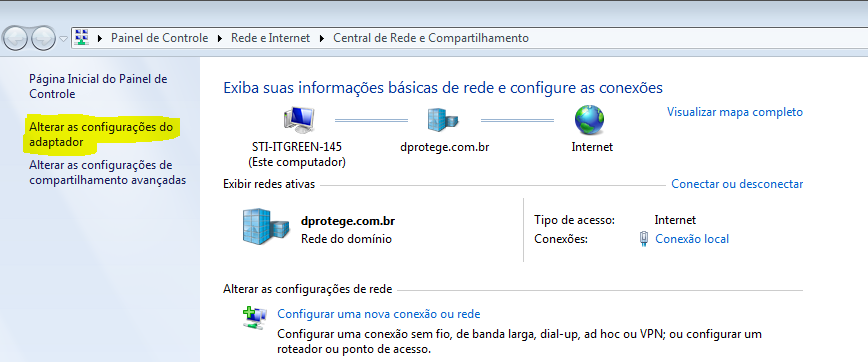 Painel de Controle Rede e Internet Central de Rede e Compartilhamento
Página Inicial do Painel de
Controle
Alterar as configurações do
adaptador
Alterar as configurações de
compartilhamento avançadas
Exiba suas informações básicas de rede e configure as conexões
Visualizar mapa completo
STI-ITGREEN-145
(Este computador)
dprotege.com.br
Internet
Exibir redes ativas
Conectar ou desconectar
dprotege.com.br
Rede do domínio
Tipo de acesso: Internet
Conexões: Conexão local
Alterar as configurações de rede
Configurar uma nova conexão ou rede
Configurar uma conexão sem fio, de banda larga, dial-up, ad hoc ou VPN; ou configurar um
roteador ou ponto de acesso.